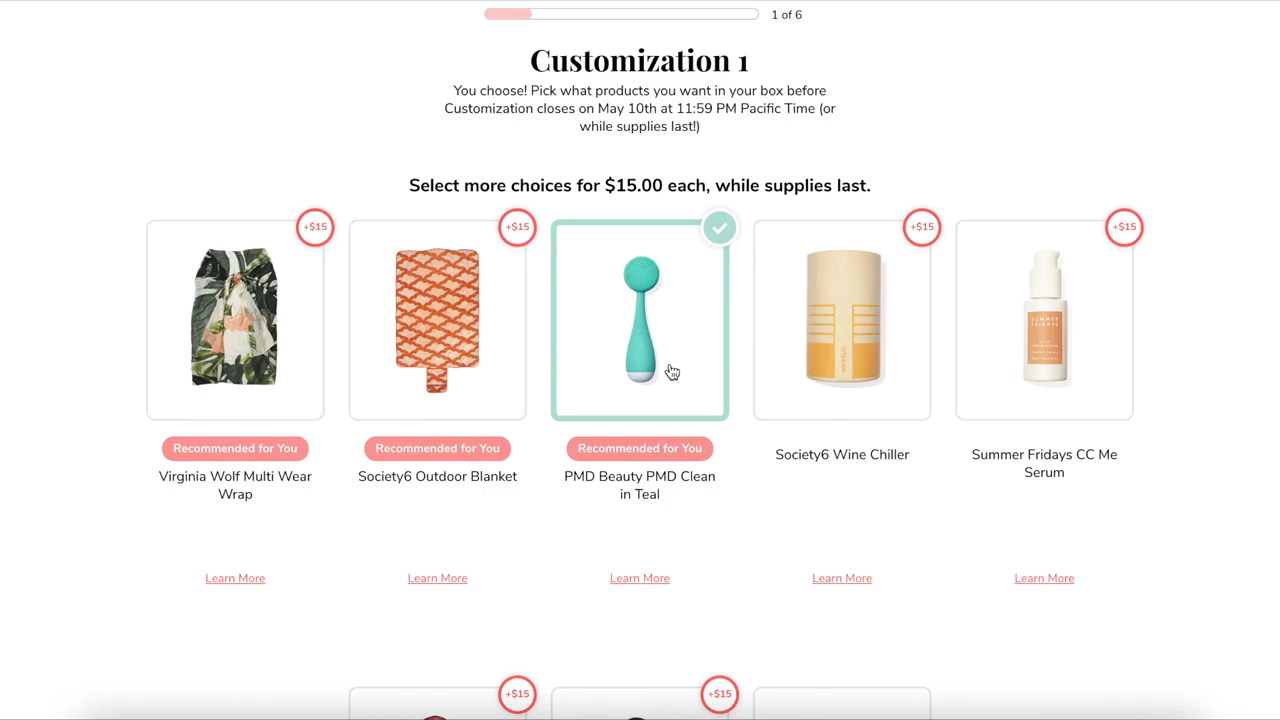 1 of 6
Customization 1
You choose! Pick what products you want in your box before
Customization closes on May 10th at 11:59 PM Pacific Time (or
while supplies last!)
Select more choices for $15.00 each, while supplies last.
+$15
+$15
+$15
+$15
society6
SUMMER
FRIDAYS
Recommended for You
Recommended for You
Recommended for You
Virginia Wolf Multi Wear
Wrap
Society6 Outdoor Blanket
PMD Beauty PMD Clean
in Teal
Society6 Wine Chiller
Summer Fridays CC Me
Serum
Learn More
Learn More
Learn More
Learn More
Learn More
+$15
+$15